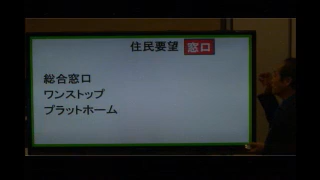 住民要望 窓口
総合窓口
ワンストップ
プラットホーム